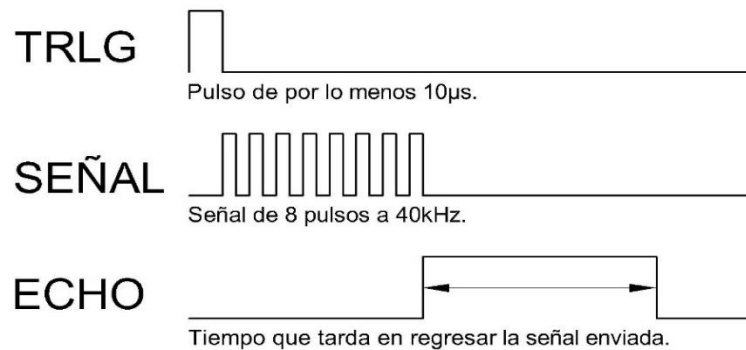 TRLG
Pulso de por lo menos 10µs.
SEÑAL
Señal de 8 pulsos a 40kHz.
ECHO
Tiempo que tarda en regresar la señal enviada.